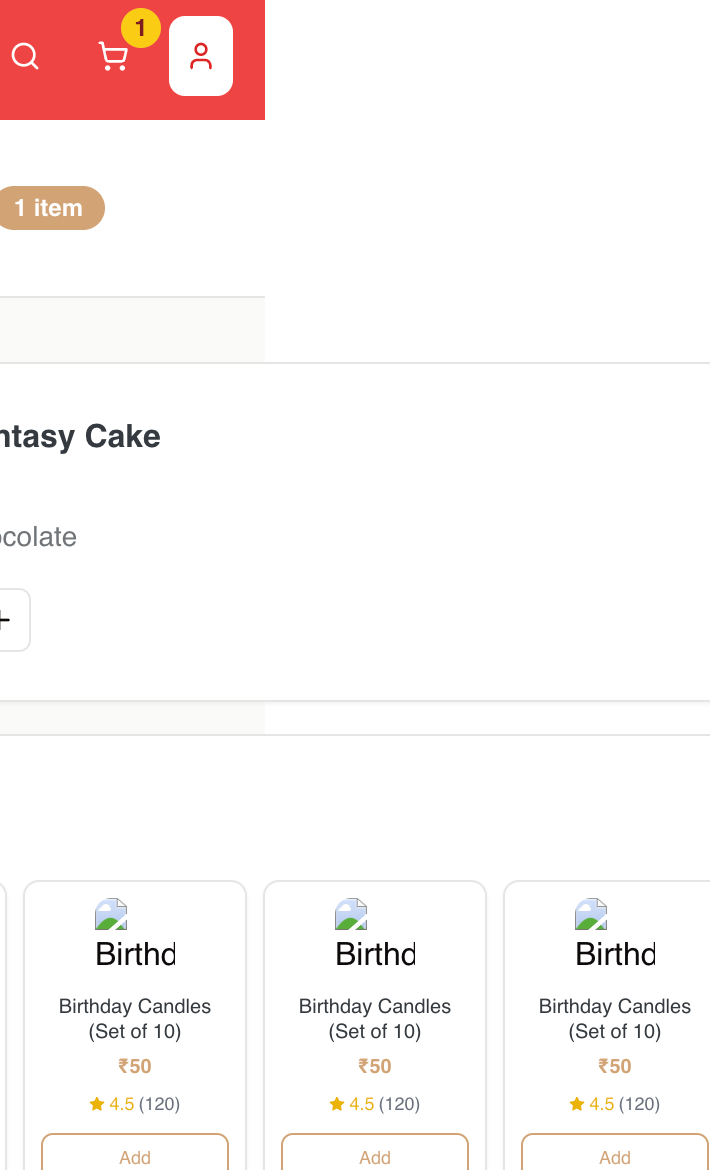 1
1 item
ntasy Cake
ocolate
+
Birthd
Birthd
Birthd
Birthday Candles
(Set of 10)
₹50
4.5 (120)
Add
Birthday Candles
(Set of 10)
₹50
4.5 (120)
Add
Birthday Candles
(Set of 10)
₹50
4.5 (120)
Add